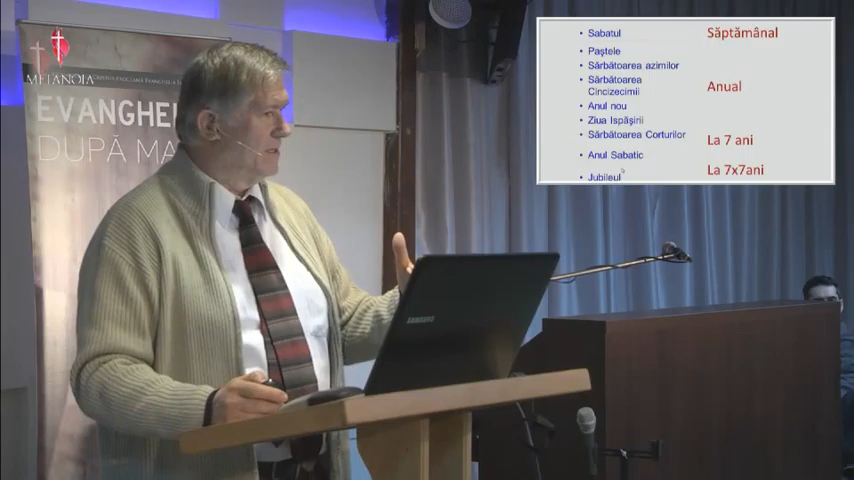 METANOIA
EVANGHEL
DUPĂ MA
SAMSUNG
Sabatul Săptămânal
Paştele
Sărbătoarea azimilor
Sărbătoarea
Cincizecimii Anual
Anul nou
Ziua Ispăşirii
Sărbătoarea Corturilor La 7 ani
Anul Sabatic
Jubileul La 7x7ani